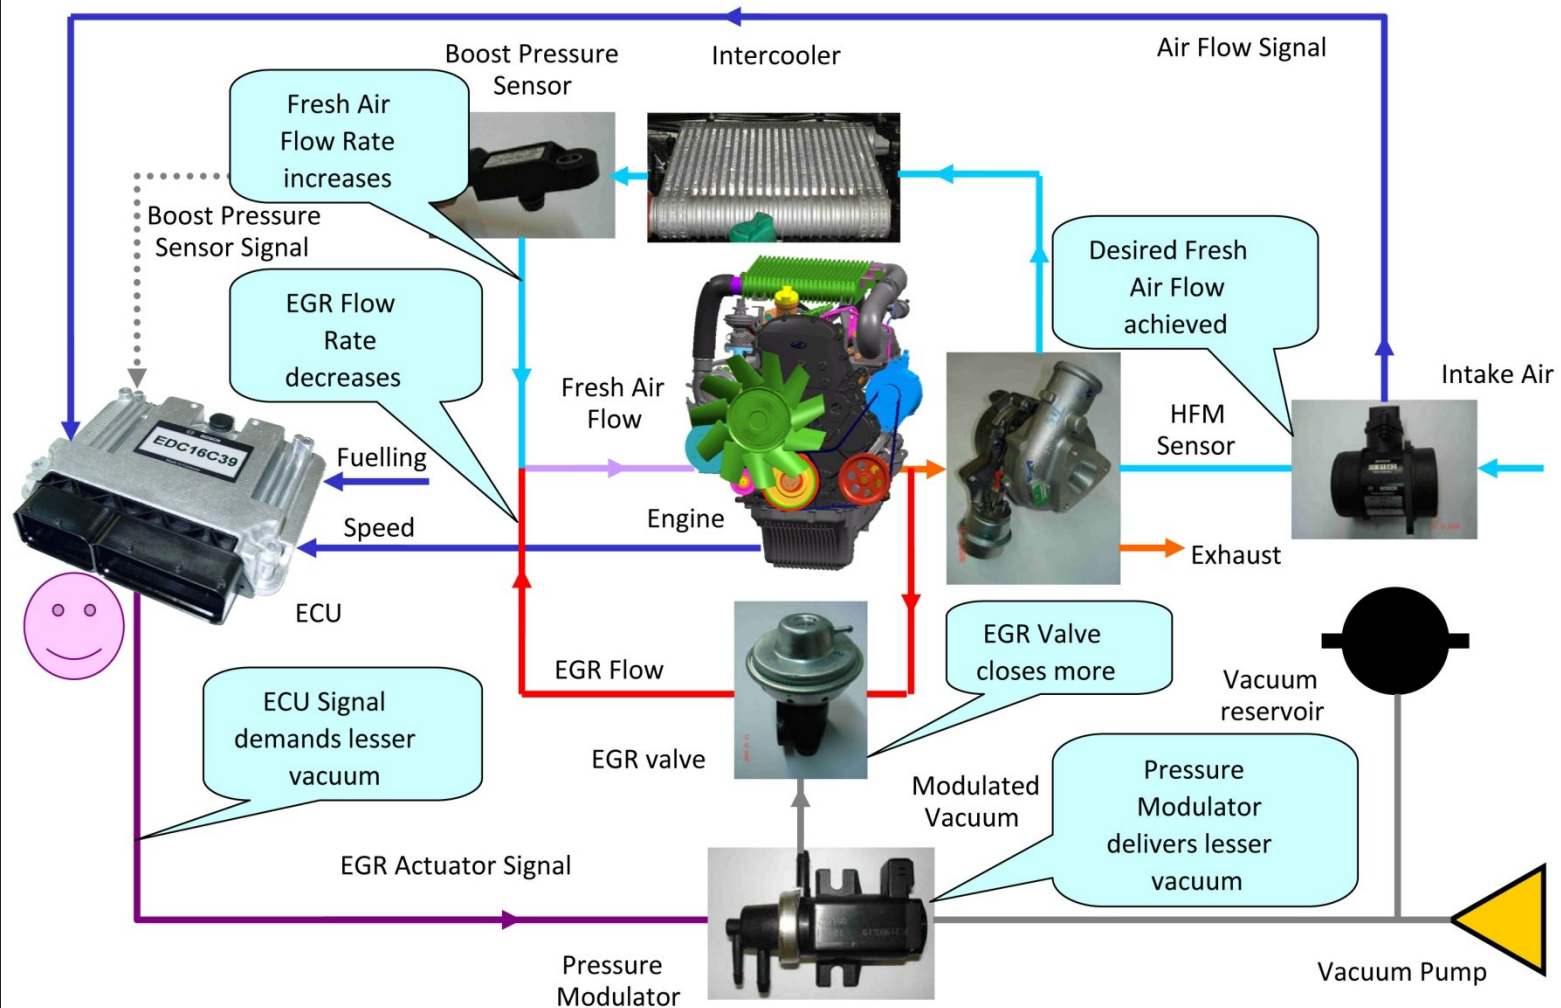 Boost Pressure
Sensor
Intercooler
Air Flow Signal
Fresh Air
Flow Rate
increases
Boost Pressure
Sensor Signal
Desired Fresh
Air Flow
achieved
EGR Flow
Rate
decreases
Fresh Air
Flow
Intake Air
HFM
Sensor
BOSCH
EDC16C39
Fuelling
Speed
Engine
Exhaust
ECU
EGR Valve
closes more
EGR Flow
ECU Signal
demands lesser
vacuum
Vacuum
reservoir
EGR valve
Modulated
Vacuum
Pressure
Modulator
delivers lesser
vacuum
EGR Actuator Signal
Pressure
Modulator
Vacuum Pump